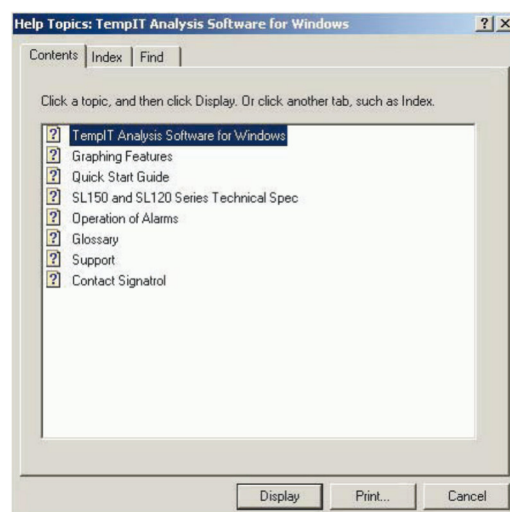 Help Topics: TempIT Analysis Software for Windows
Contents Index Find
Click a topic, and then click Display. Or click another tab, such as Index.
TempIT Analysis Software for Windows
Graphing Features
Quick Start Guide
SL150 and SL120 Series Technical Spec
Operation of Alarms
Glossary
Support
Contact Signatrol
Display Print... Cancel